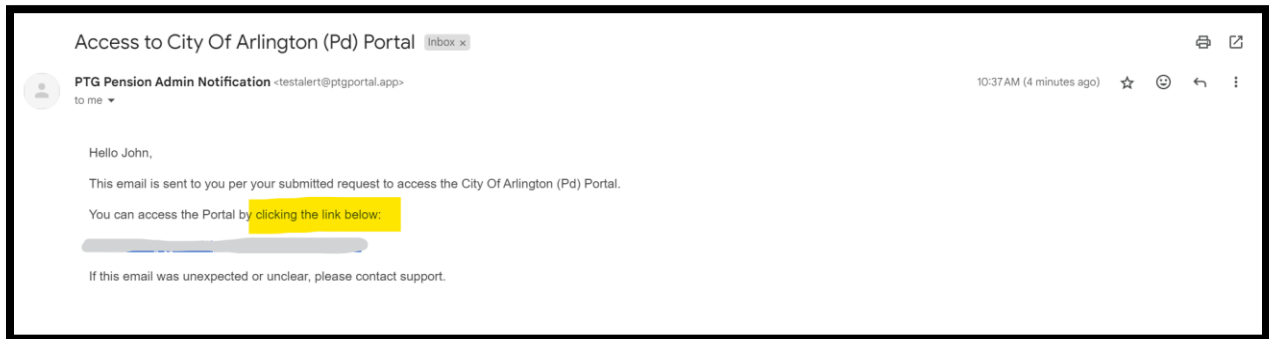 Access to City Of Arlington (Pd) Portal Inbox x
PTG Pension Admin Notification <testalert@ptgportal.app> 10:37 AM (4 minutes ago)
to me
Hello John,
This email is sent to you per your submitted request to access the City Of Arlington (Pd) Portal.
You can access the Portal by clicking the link below:
If this email was unexpected or unclear, please contact support.